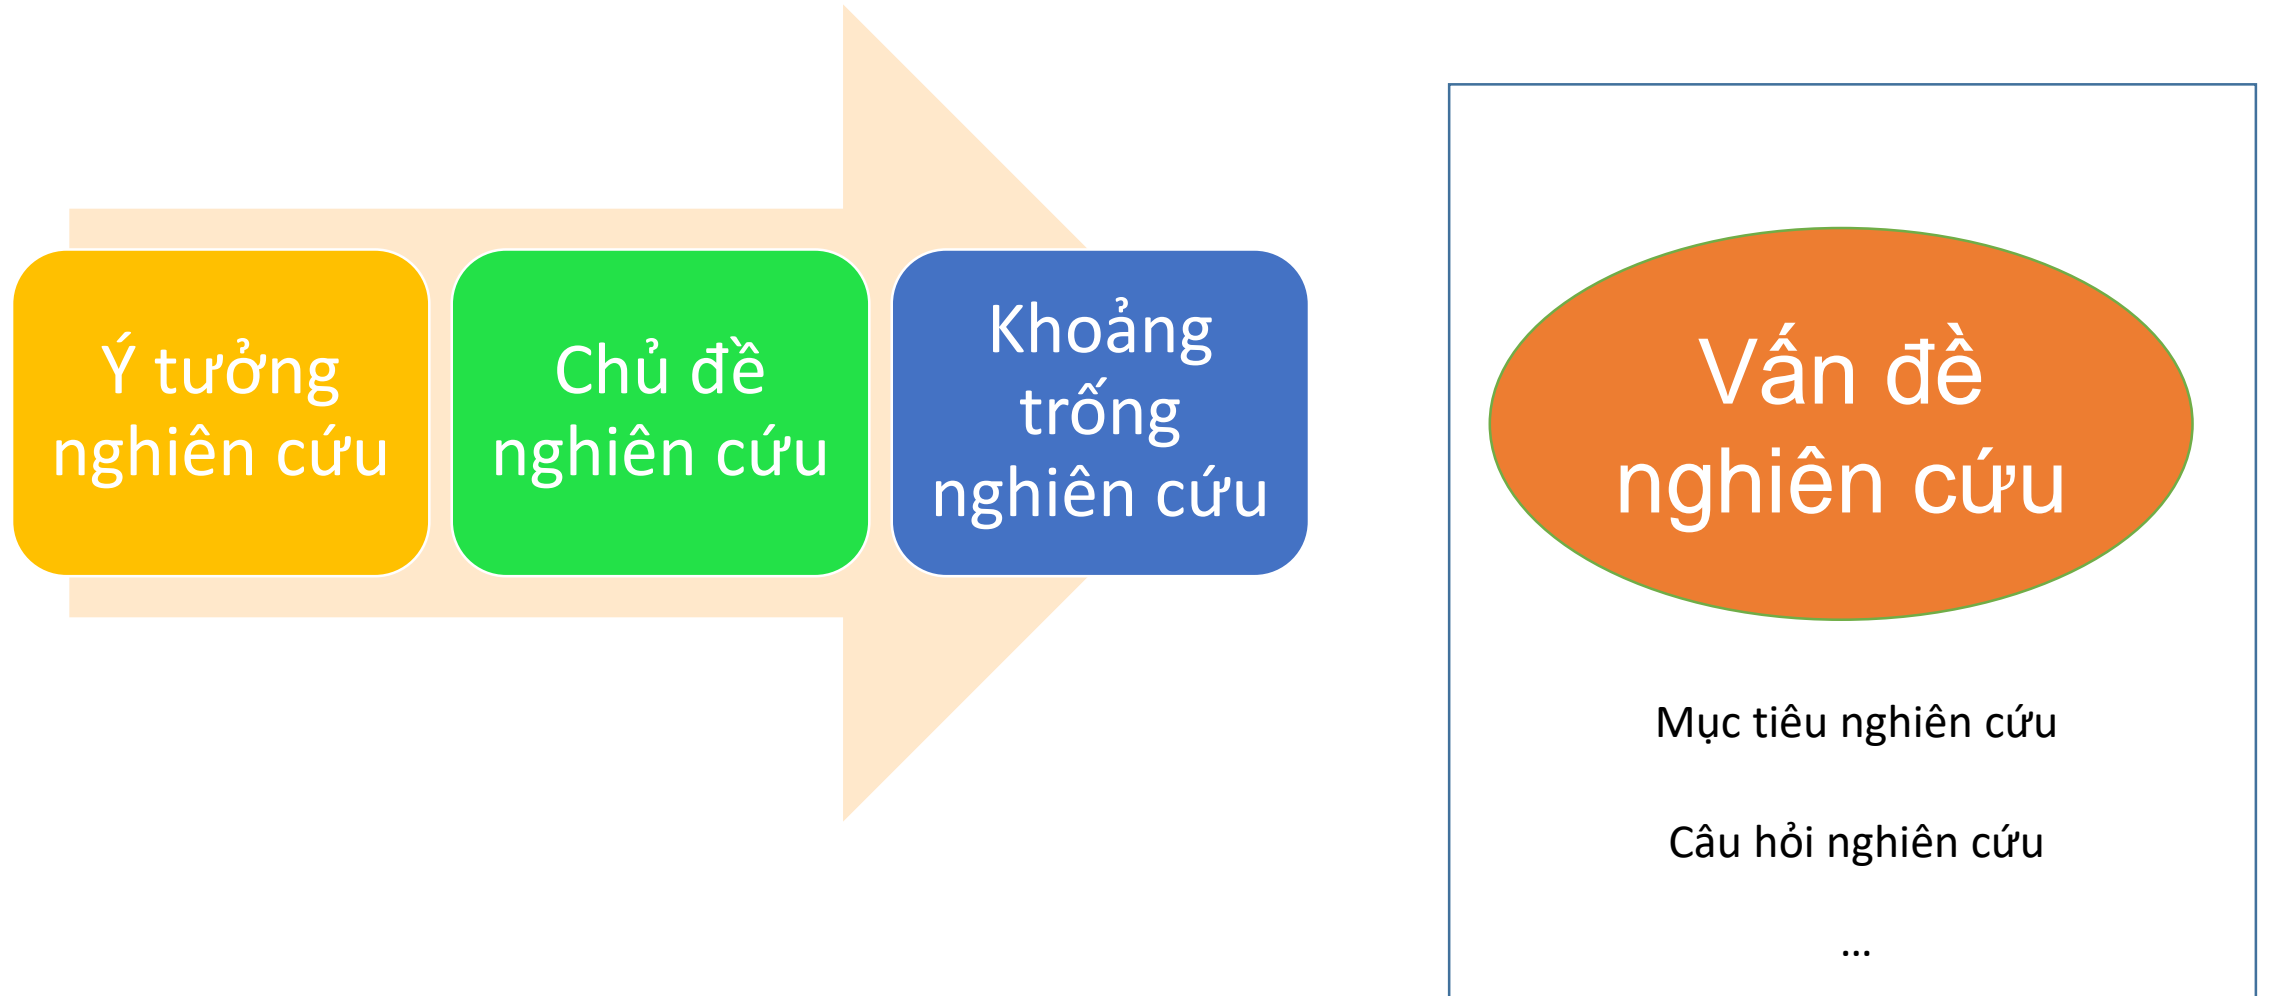 Ý tưởng
nghiên cứu
Chủ đề
nghiên cứu
Khoảng
trống
nghiên cứu
Vấn đề
nghiên cứu
Mục tiêu nghiên cứu
Câu hỏi nghiên cứu
...